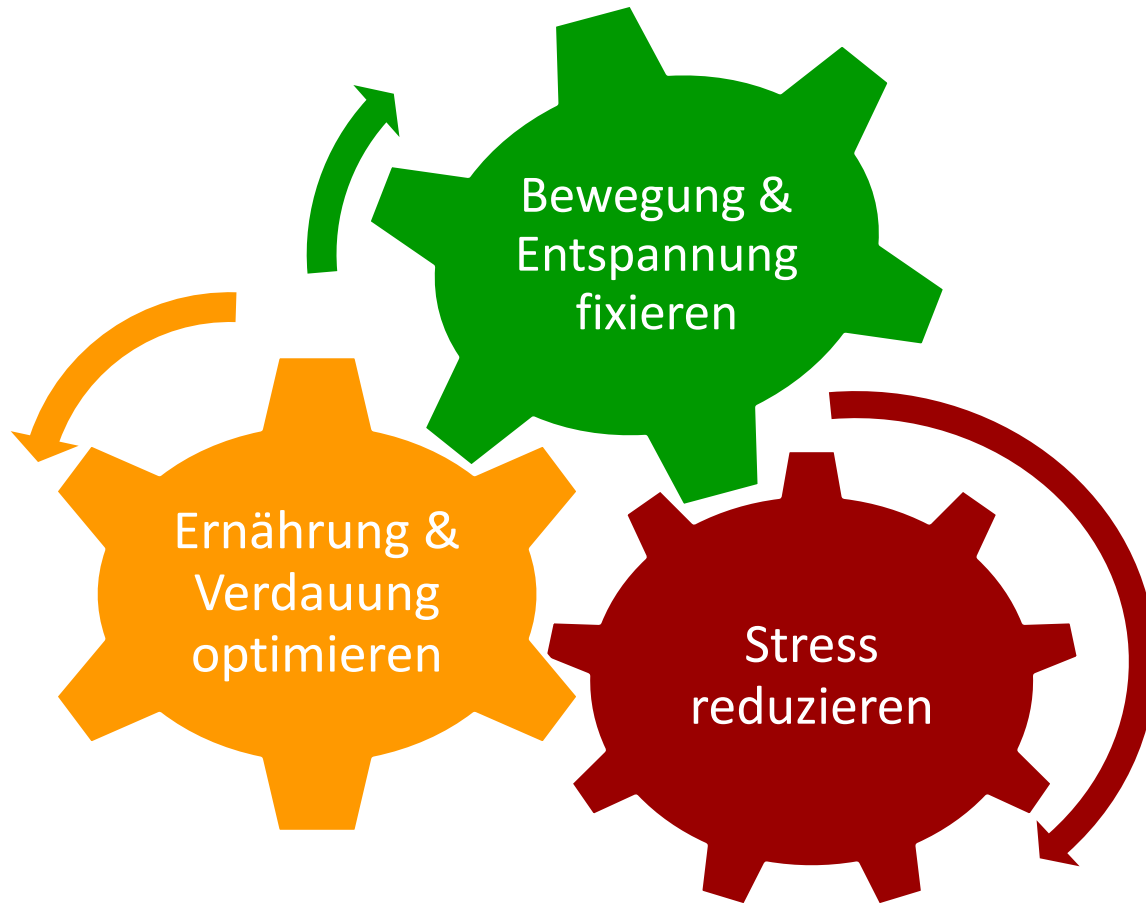 Bewegung &
Entspannung
fixieren
Ernährung &
Verdauung
optimieren
Stress
reduzieren